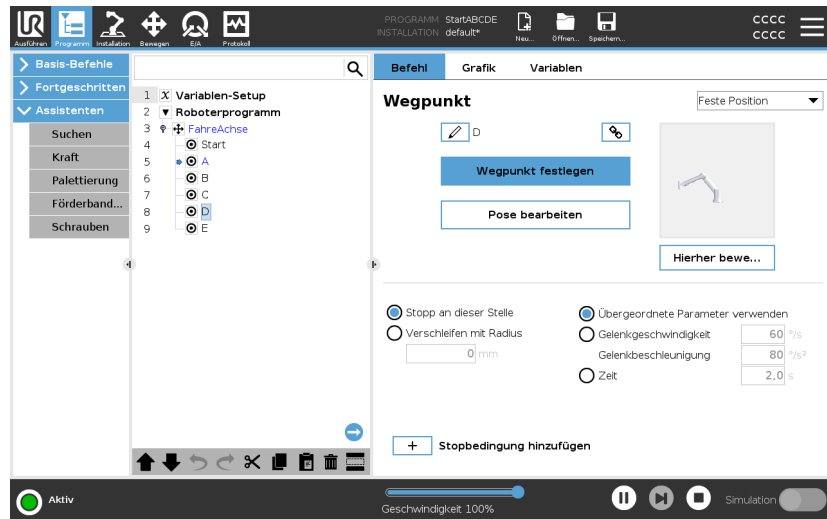 UR
PROGRAMM StartABCDE
INSTALLATION default*
CCCC
CCCC
Ausführen Programm Installation Bewegen E/A Protokoll Neu... Öffnen... Speichern...
Basis-Befehle
Fortgeschritten
Assistenten
Suchen
Kraft
Palettierung
Förderband...
Schrauben
1 X Variablen-Setup
2 Roboterprogramm
3 FahreAchse
4 Start
5 A
6 B
7 C
8 D
9 E
Befehl Grafik Variablen
Wegpunkt
Feste Position
D
Wegpunkt festlegen
Pose bearbeiten
Hierher bewe...
Stopp an dieser Stelle
Verschleifen mit Radius
0 mm
Übergeordnete Parameter verwenden
Gelenkgeschwindigkeit 60 °/s
Gelenkbeschleunigung 80 °/s²
Zeit 2,0 s
+ Stopbedingung hinzufügen
Aktiv
Geschwindigkeit 100%
Simulation